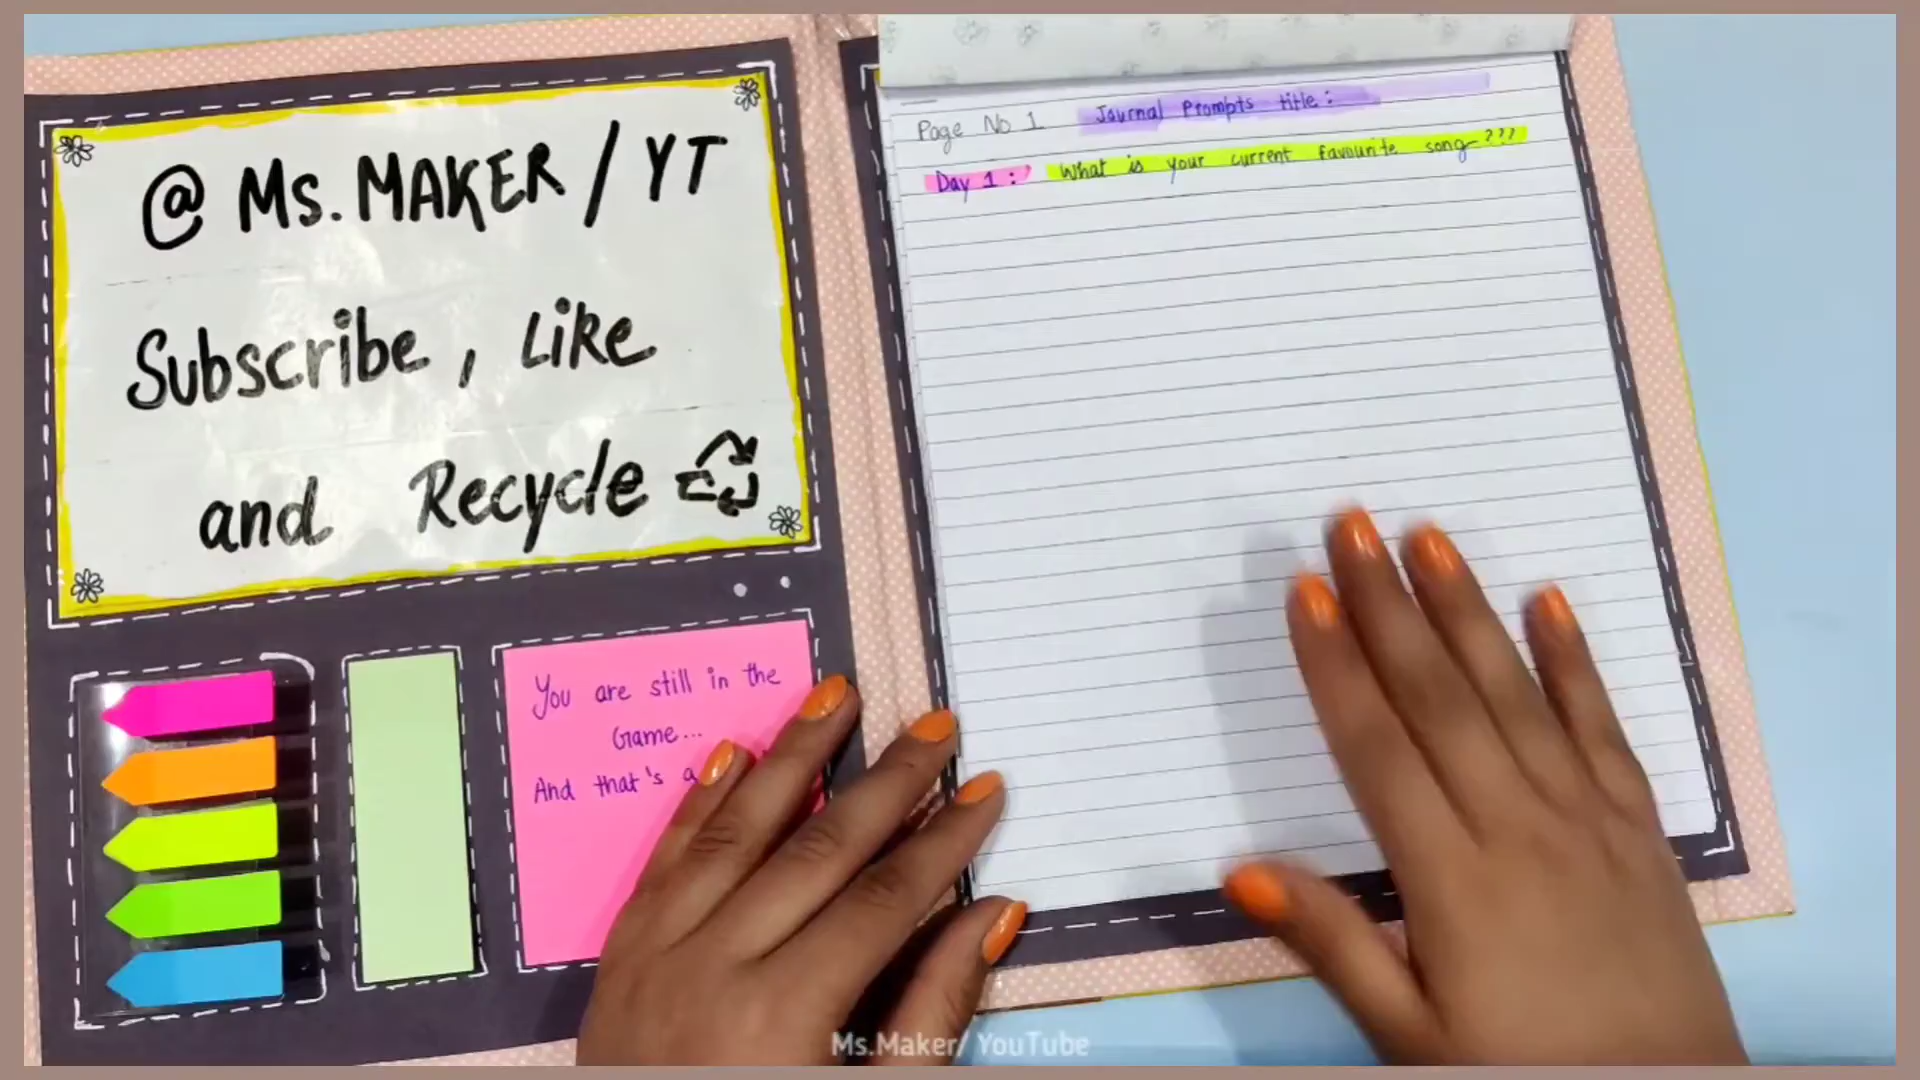 @ Ms. MAKER / YT
Subscribe, Like
and Recycle
You are still in the
Game...
And that's a
Page No 1 Journal Prompts title:
Day 1: What is your current favourite song???
Ms.Maker/ YouTube